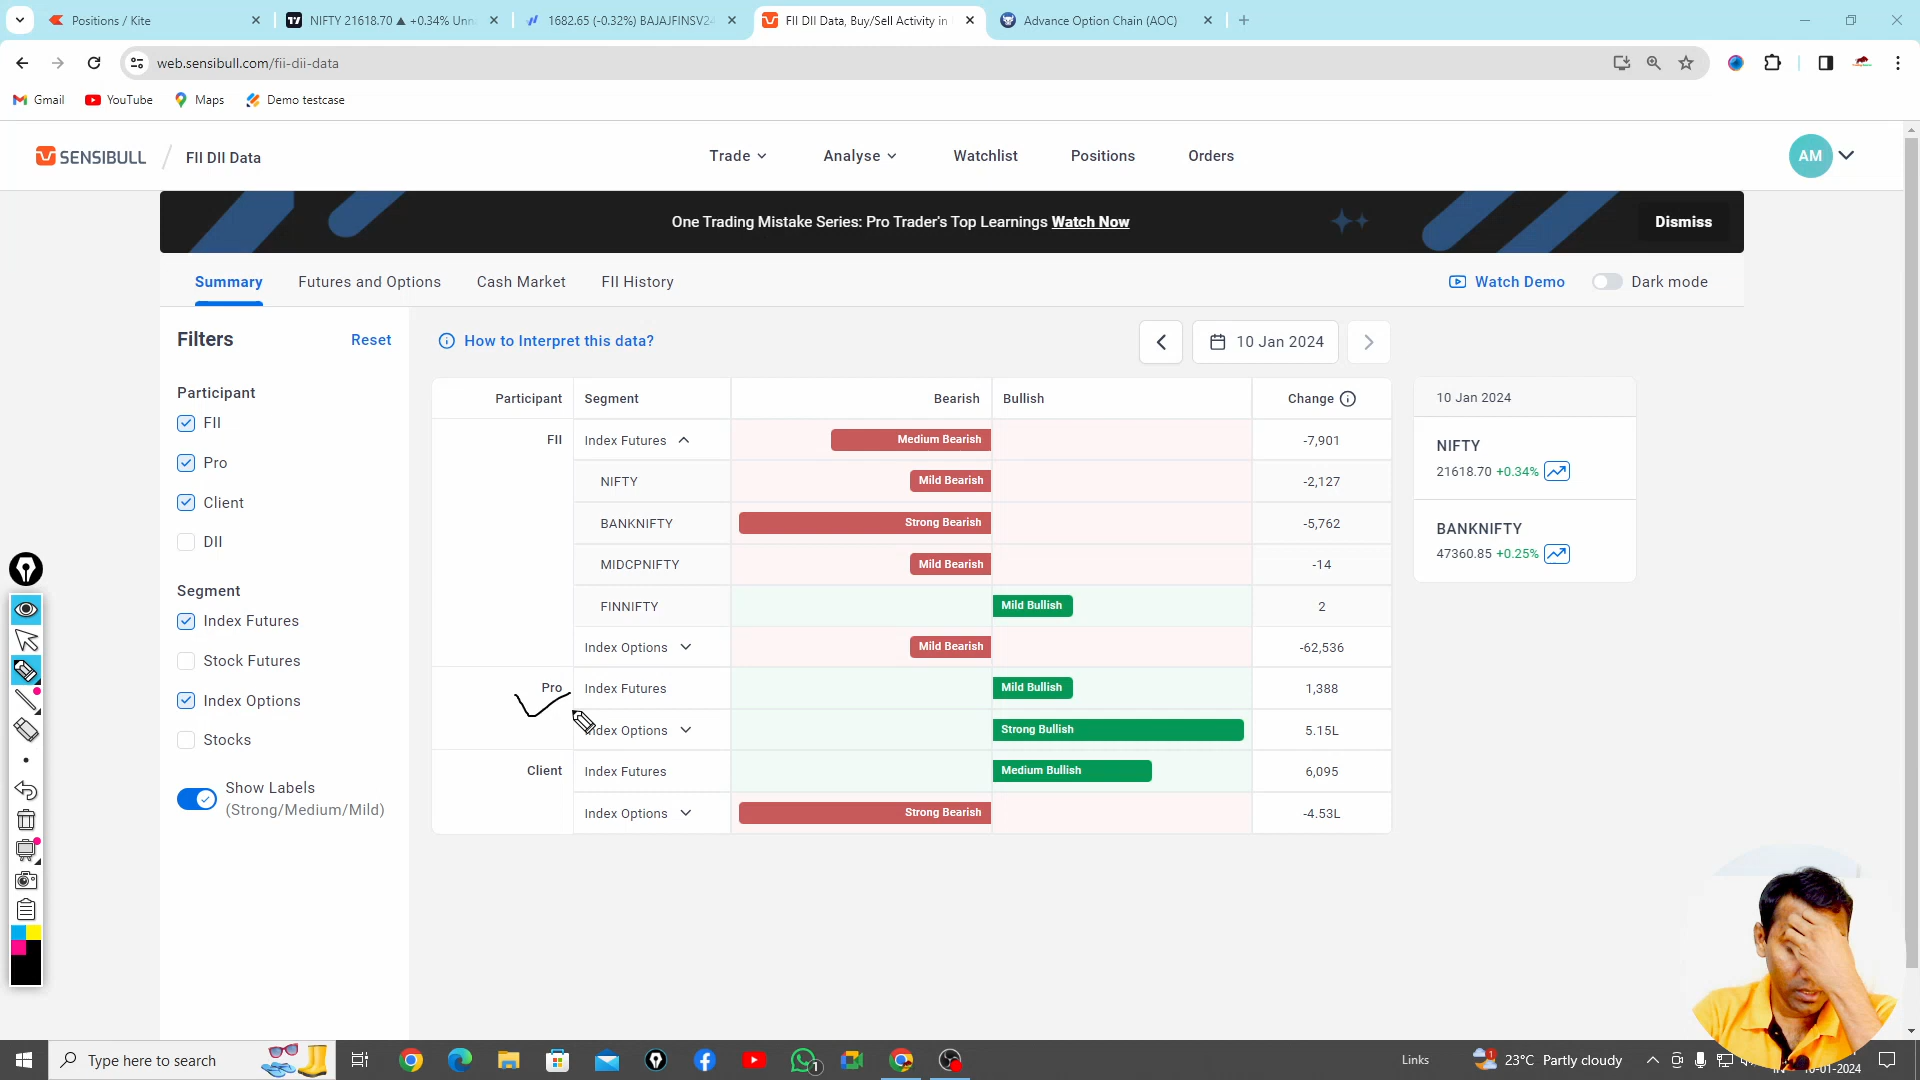 Positions / Kite
NIFTY 21618.70 ▲ +0.34% Unn
1682.65 (-0.32%) BAJAJFINSV24
FII DII Data, Buy/Sell Activity in
Advance Option Chain (AOC)
web.sensibull.com/fii-dii-data
Gmail YouTube Maps Demo testcase
SENSIBULL / FII DII Data
Trade Analyse Watchlist Positions Orders
AM
One Trading Mistake Series: Pro Trader's Top Learnings Watch Now
Dismiss
Summary Futures and Options Cash Market FII History
Watch Demo Dark mode
Filters Reset
Participant
FII
Pro
Client
DII
Segment
Index Futures
Stock Futures
Index Options
Stocks
Show Labels
(Strong/Medium/Mild)
How to Interpret this data?
10 Jan 2024
Participant Segment Bearish Bullish Change
FII Index Futures Medium Bearish -7,901
NIFTY Mild Bearish -2,127
BANKNIFTY Strong Bearish -5,762
MIDCPNIFTY Mild Bearish -14
FINNIFTY Mild Bullish 2
Index Options Mild Bearish -62,536
Pro Index Futures Mild Bullish 1,388
Index Options Strong Bullish 5.15L
Client Index Futures Medium Bullish 6,095
Index Options Strong Bearish -4.53L
10 Jan 2024
NIFTY
21618.70 +0.34%
BANKNIFTY
47360.85 +0.25%
Type here to search
1
Links
1
23°C Partly cloudy
10-01-2024